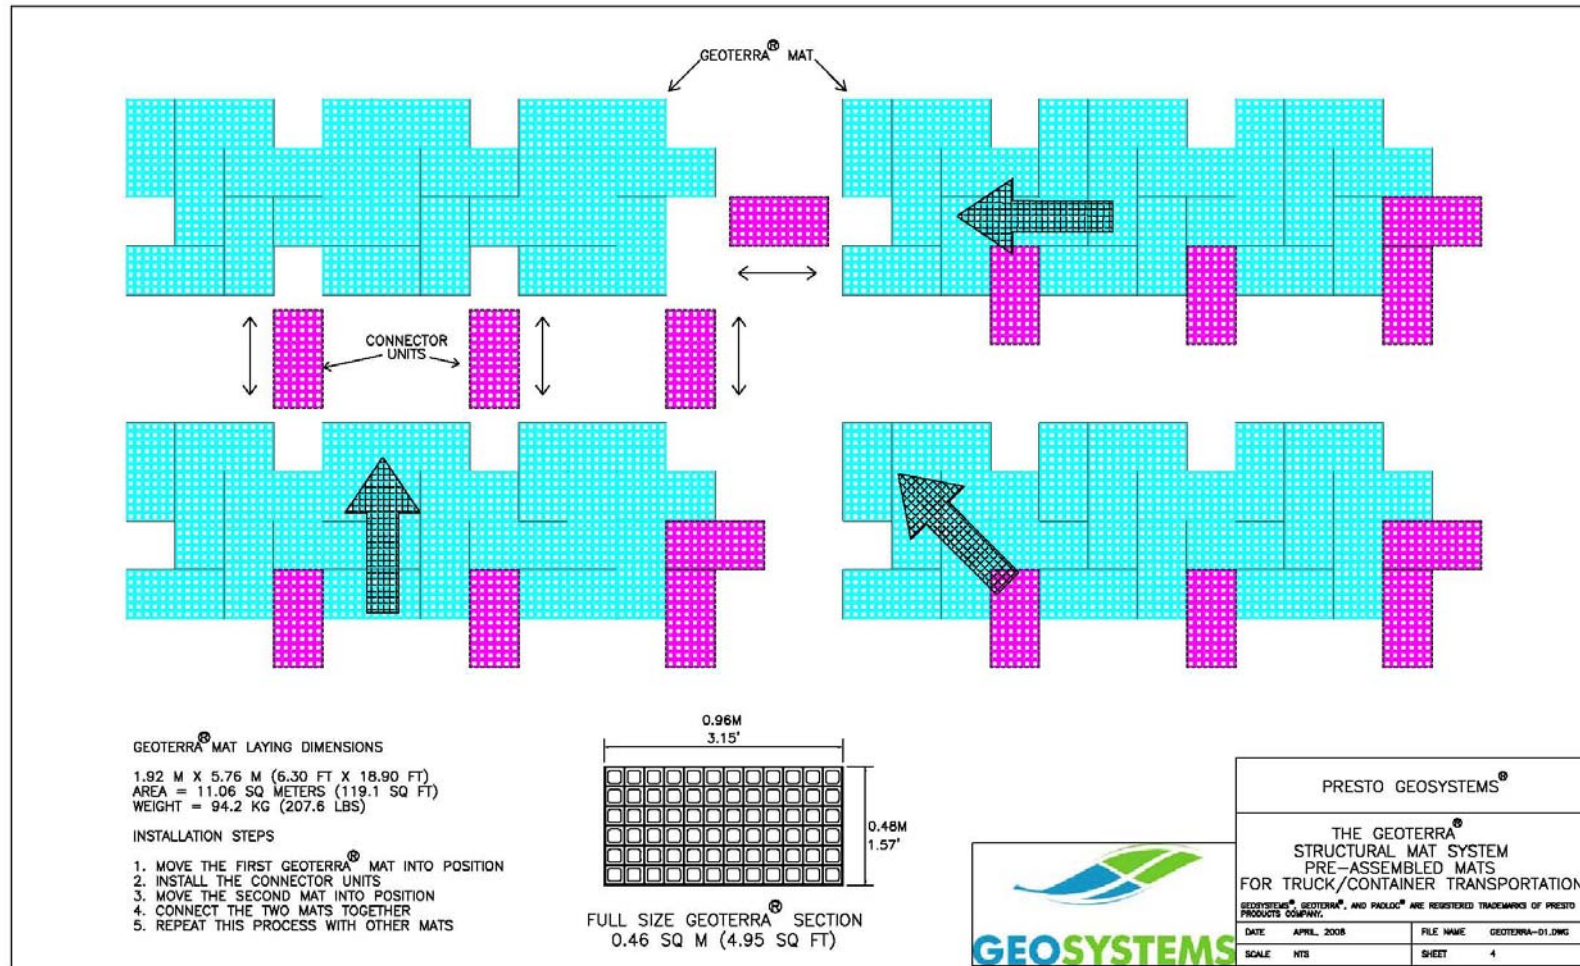 GEOTERRA® MAT
CONNECTOR
UNITS
GEOTERRA® MAT LAYING DIMENSIONS
1.92 M X 5.76 M (6.30 FT X 18.90 FT)
AREA = 11.06 SQ METERS (119.1 SQ FT)
WEIGHT = 94.2 KG (207.6 LBS)
INSTALLATION STEPS
1. MOVE THE FIRST GEOTERRA® MAT INTO POSITION
2. INSTALL THE CONNECTOR UNITS
3. MOVE THE SECOND MAT INTO POSITION
4. CONNECT THE TWO MATS TOGETHER
5. REPEAT THIS PROCESS WITH OTHER MATS
0.96M
3.15'
0.48M
1.57'
FULL SIZE GEOTERRA® SECTION
0.46 SQ M (4.95 SQ FT)
GEOSYSTEMS
PRESTO GEOSYSTEMS®
THE GEOTERRA®
STRUCTURAL MAT SYSTEM
PRE-ASSEMBLED MATS
FOR TRUCK/CONTAINER TRANSPORTATION
GEOSYSTEMS®, GEOTERRA®, AND PADLOC® ARE REGISTERED TRADEMARKS OF PRESTO
PRODUCTS COMPANY.
DATE APRIL, 2008 FILE NAME GEOTERRA-01.DWG
SCALE NTS SHEET 4